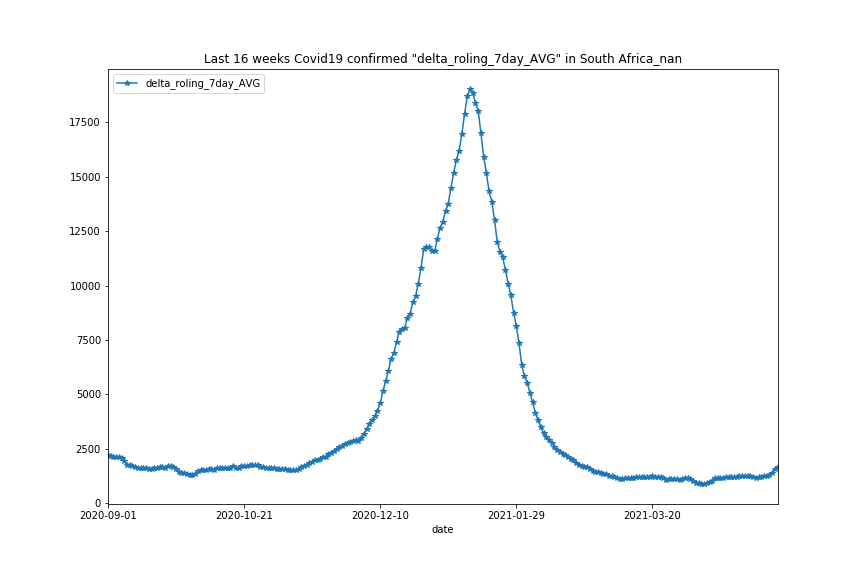 Last 16 weeks Covid19 confirmed "delta_roling_7day_AVG" in South Africa_nan
delta_roling_7day_AVG
17500
15000
12500
10000
7500
5000
2500
0
2020-09-01 2020-10-21 2020-12-10 2021-01-29 2021-03-20
date